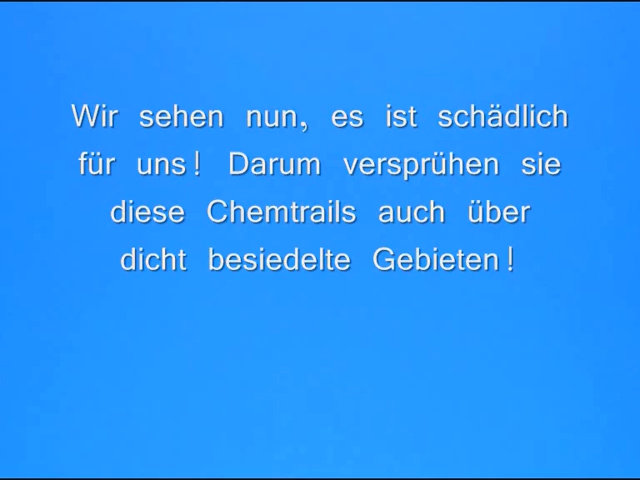 Wir sehen nun, es ist schädlich
für uns! Darum versprühen sie
diese Chemtrails auch über
dicht besiedelte Gebieten!